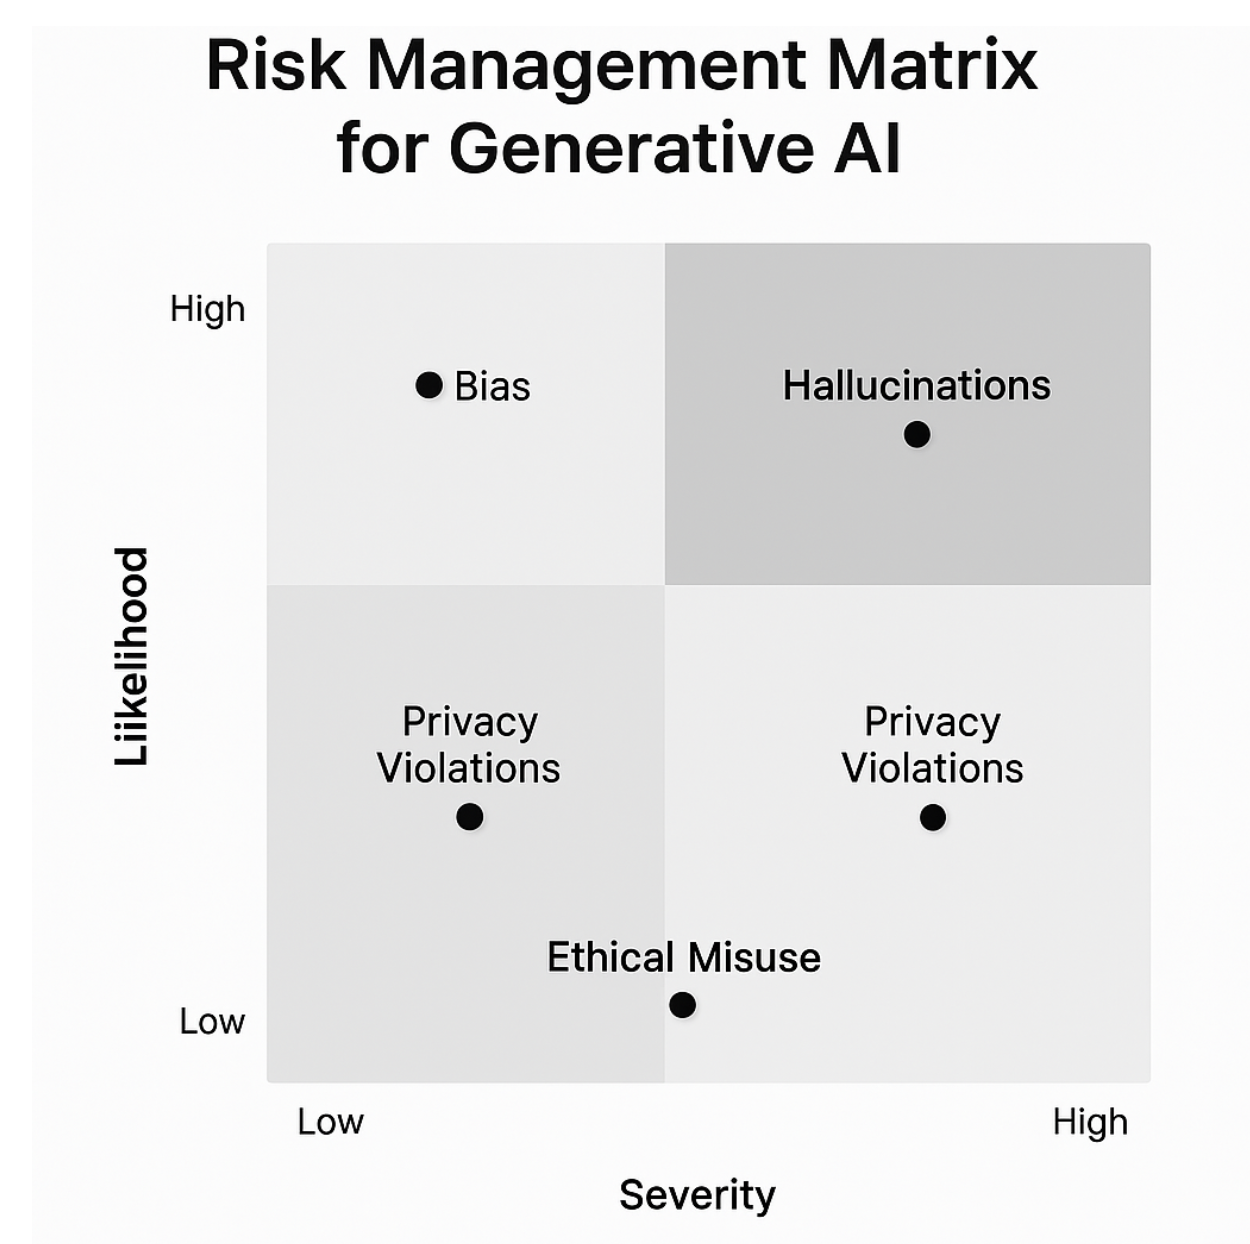 Risk Management Matrix
for Generative AI
High
Bias
Hallucinations
Liikelihood
Privacy
Violations
Privacy
Violations
Ethical Misuse
Low
Low
High
Severity